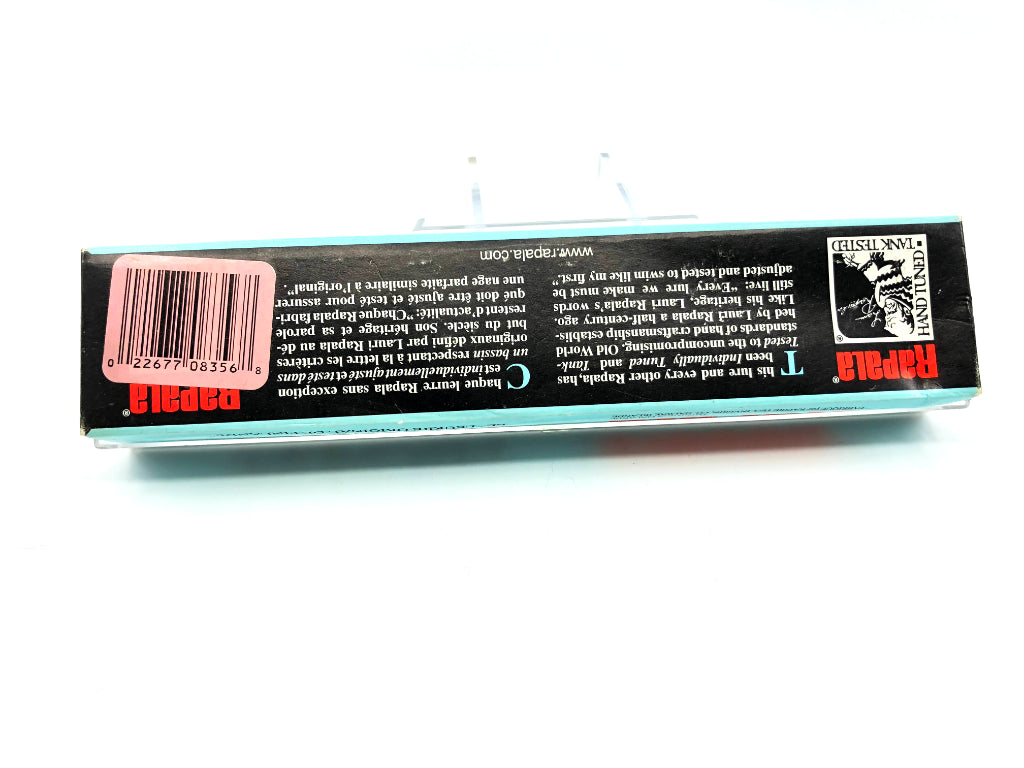 Rapala®
HAND TUNED
■ TANK TESTED
This lure and every other Rapala, has
been Individually Tuned and Tank-
Tested to the uncompromising, Old World
standards of hand craftsmanship establis-
hed by Lauri Rapala a half-century ago.
Like his heritage, Lauri Rapala's words
still live: "Every lure we make must be
adjusted and tested to swim like my first."
■ www.rapala.com
Chaque leurre Rapala sans exception
est individuellement ajusté et testé dans
un bassin en respectant à la lettre les critères
originaux défini par Lauri Rapala au dé-
but du siècle. Son héritage et sa parole
restent d'actualité: "Chaque Rapala fabri-
qué doit être ajusté et testé pour assurer
une nage parfaite similaire à l'original".
Rapala®
0 22677 08356 8